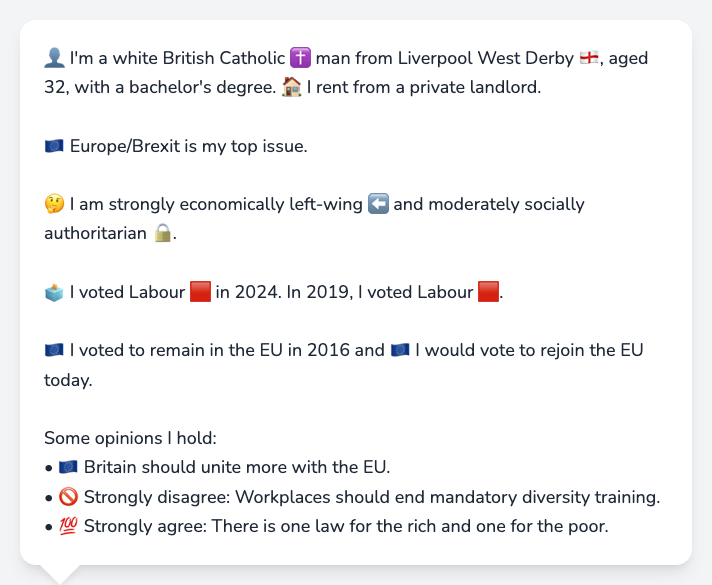 👤 I'm a white British Catholic ✝️ man from Liverpool West Derby 🏴󠁧󠁢󠁥󠁮󠁧󠁿, aged
32, with a bachelor's degree. 🏠 I rent from a private landlord.
🇪🇺 Europe/Brexit is my top issue.
🤔 I am strongly economically left-wing ⬅️ and moderately socially
authoritarian 🔒.
🗳️ I voted Labour 🟥 in 2024. In 2019, I voted Labour 🟥.
🇪🇺 I voted to remain in the EU in 2016 and 🇪🇺 I would vote to rejoin the EU
today.
Some opinions I hold:
• 🇪🇺 Britain should unite more with the EU.
• 🚫 Strongly disagree: Workplaces should end mandatory diversity training.
• 💯 Strongly agree: There is one law for the rich and one for the poor.